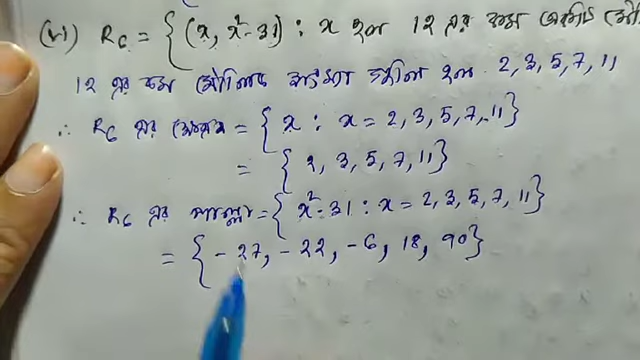 (vi) R₆ = {(x, x²-31) : x হল 12 এর কম একটি মৌ
12 এর কম মৌলিক সংখ্যা গুলি হল 2, 3, 5, 7, 11
∴ R₆ এর ক্ষেত্র = {x : x = 2, 3, 5, 7, 11}
= {2, 3, 5, 7, 11}
∴ R₆ এর পাল্লা = {x²-31 : x = 2, 3, 5, 7, 11}
= {-27, -22, -6, 18, 90}